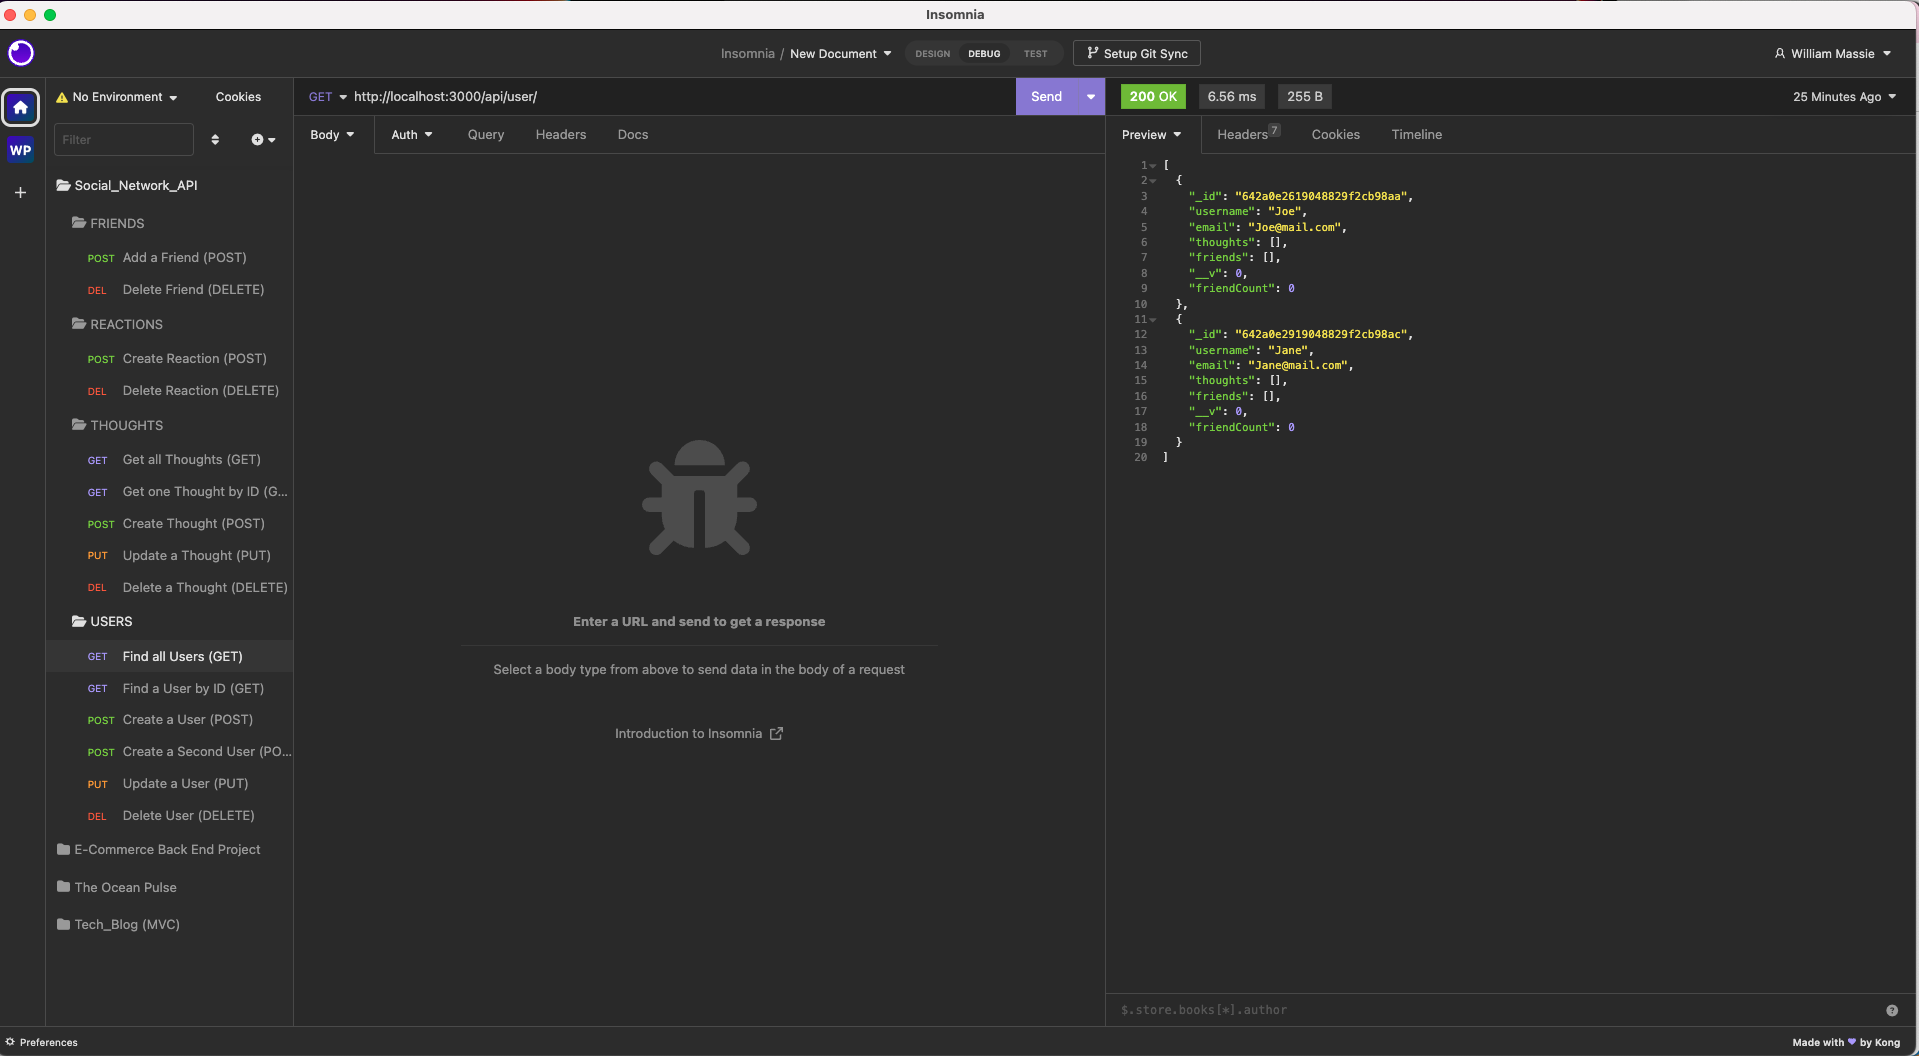 Insomnia
Insomnia / New Document
DESIGN DEBUG TEST
Setup Git Sync
William Massie
WP
No Environment
Cookies
Filter
Social_Network_API
FRIENDS
POST Add a Friend (POST)
DEL Delete Friend (DELETE)
REACTIONS
POST Create Reaction (POST)
DEL Delete Reaction (DELETE)
THOUGHTS
GET Get all Thoughts (GET)
GET Get one Thought by ID (G...
POST Create Thought (POST)
PUT Update a Thought (PUT)
DEL Delete a Thought (DELETE)
USERS
GET Find all Users (GET)
GET Find a User by ID (GET)
POST Create a User (POST)
POST Create a Second User (PO...
PUT Update a User (PUT)
DEL Delete User (DELETE)
E-Commerce Back End Project
The Ocean Pulse
Tech_Blog (MVC)
GET http://localhost:3000/api/user/
Send
Body Auth Query Headers Docs
Enter a URL and send to get a response
Select a body type from above to send data in the body of a request
Introduction to Insomnia
200 OK 6.56 ms 255 B
25 Minutes Ago
Preview Headers 7 Cookies Timeline
1 [
2 {
3 "_id": "642a0e2619048829f2cb98aa",
4 "username": "Joe",
5 "email": "Joe@mail.com",
6 "thoughts": [],
7 "friends": [],
8 "__v": 0,
9 "friendCount": 0
10 },
11 {
12 "_id": "642a0e2919048829f2cb98ac",
13 "username": "Jane",
14 "email": "Jane@mail.com",
15 "thoughts": [],
16 "friends": [],
17 "__v": 0,
18 "friendCount": 0
19 }
20 ]
$.store.books[*].author
Preferences
Made with ♥ by Kong